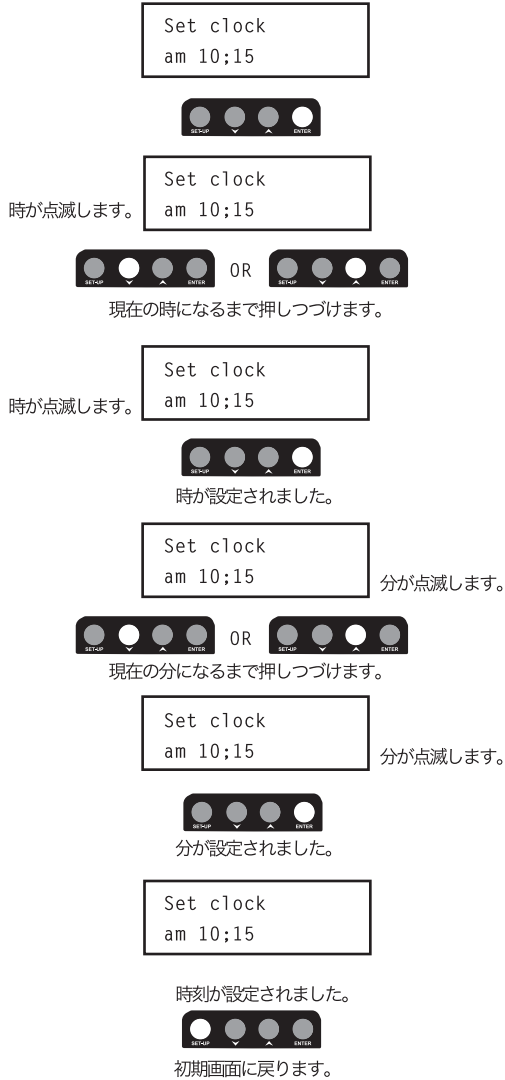 Set clock
am 10;15
SET-UP ENTER
時が点滅します。
Set clock
am 10;15
SET-UP ENTER OR SET-UP ENTER
現在の時になるまで押しつづけます。
時が点滅します。
Set clock
am 10;15
SET-UP ENTER
時が設定されました。
Set clock
am 10;15
分が点滅します。
SET-UP ENTER OR SET-UP ENTER
現在の分になるまで押しつづけます。
Set clock
am 10;15
分が点滅します。
SET-UP ENTER
分が設定されました。
Set clock
am 10;15
時刻が設定されました。
SET-UP ENTER
初期画面に戻ります。